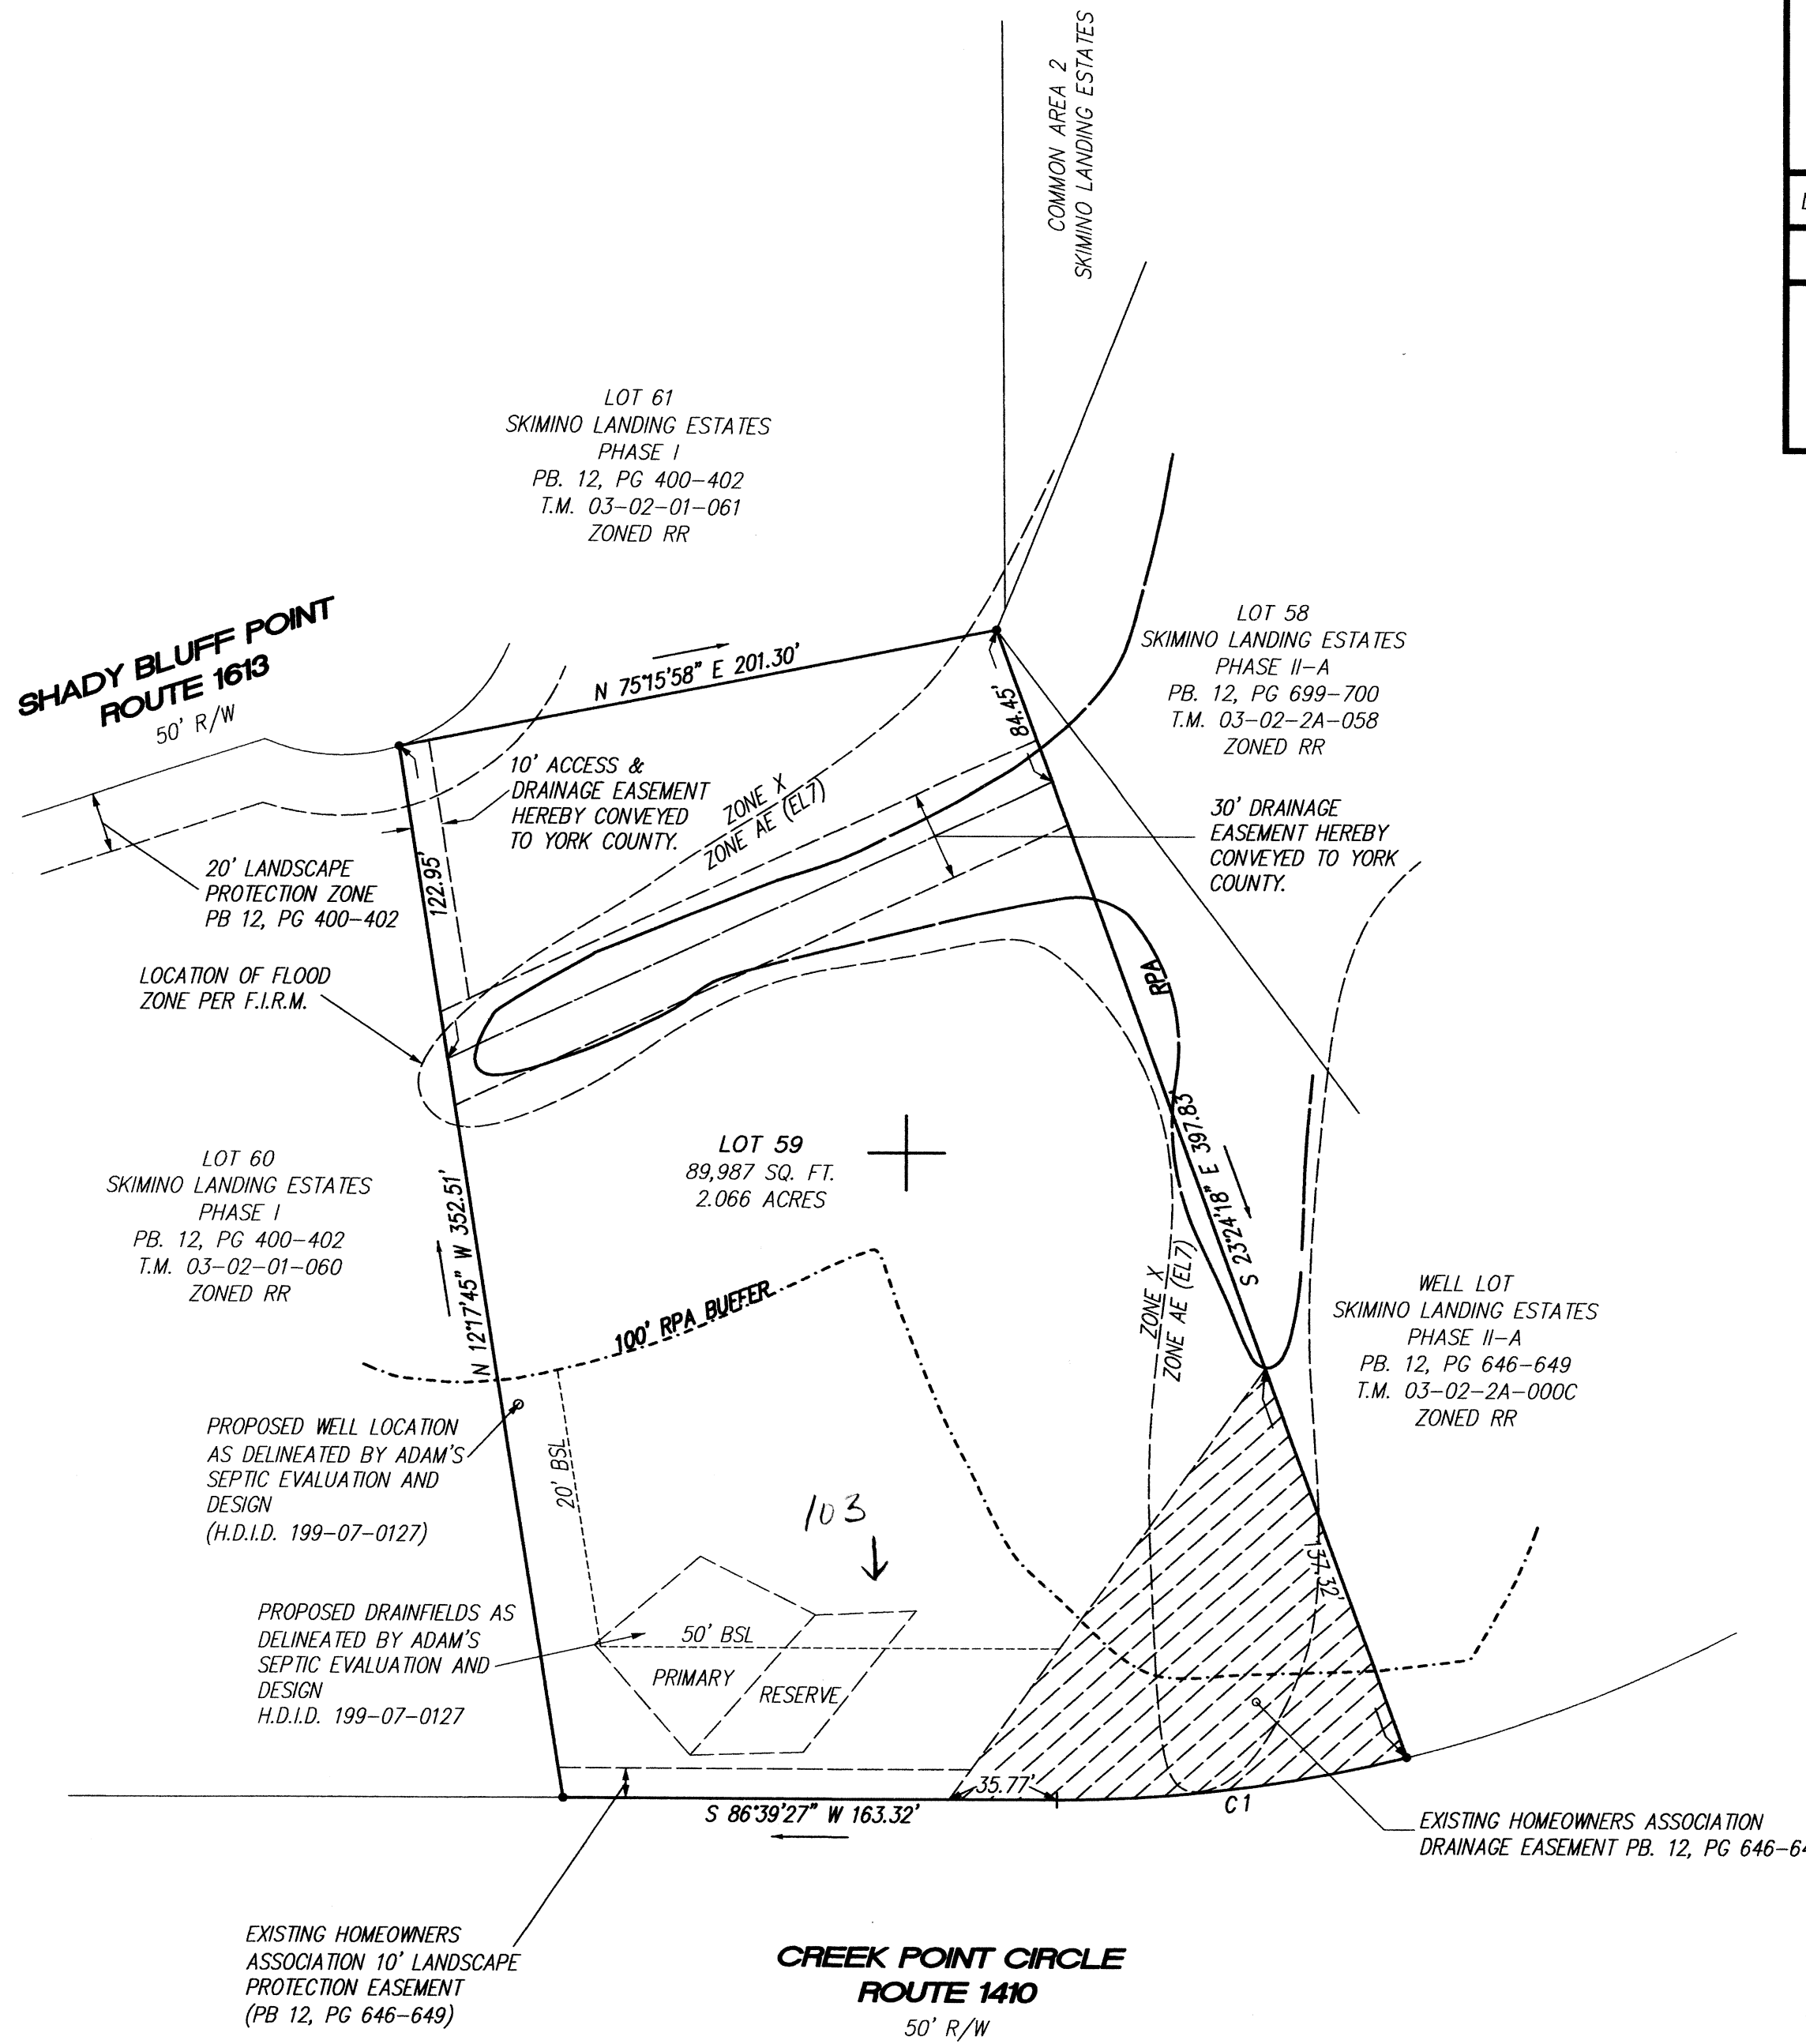 COMMON AREA 2
SKIMINO LANDING ESTATES
LOT 61
SKIMINO LANDING ESTATES
PHASE I
PB. 12, PG 400-402
T.M. 03-02-01-061
ZONED RR
SHADY BLUFF POINT
ROUTE 1613
50' R/W
N 75°15'58" E 201.30'
LOT 58
SKIMINO LANDING ESTATES
PHASE II-A
PB. 12, PG 699-700
T.M. 03-02-2A-058
ZONED RR
84.45'
10' ACCESS &
DRAINAGE EASEMENT
HEREBY CONVEYED
TO YORK COUNTY.
ZONE X
ZONE AE (EL7)
30' DRAINAGE
EASEMENT HEREBY
CONVEYED TO YORK
COUNTY.
20' LANDSCAPE
PROTECTION ZONE
PB 12, PG 400-402
122.95'
LOCATION OF FLOOD
ZONE PER F.I.R.M.
RPA
LOT 59
89,987 SQ. FT.
2.066 ACRES
S 23°24'18" E 397.83'
LOT 60
SKIMINO LANDING ESTATES
PHASE I
PB. 12, PG 400-402
T.M. 03-02-01-060
ZONED RR
N 12°17'45" W 352.51'
100' RPA BUFFER
ZONE X
ZONE AE (EL7)
WELL LOT
SKIMINO LANDING ESTATES
PHASE II-A
PB. 12, PG 646-649
T.M. 03-02-2A-000C
ZONED RR
PROPOSED WELL LOCATION
AS DELINEATED BY ADAM'S
SEPTIC EVALUATION AND
DESIGN
(H.D.I.D. 199-07-0127)
20' BSL
103
137.32'
PROPOSED DRAINFIELDS AS
DELINEATED BY ADAM'S
SEPTIC EVALUATION AND
DESIGN
H.D.I.D. 199-07-0127
50' BSL
PRIMARY
RESERVE
35.77'
S 86°39'27" W 163.32'
C1
EXISTING HOMEOWNERS ASSOCIATION
DRAINAGE EASEMENT PB. 12, PG 646-64
EXISTING HOMEOWNERS
ASSOCIATION 10' LANDSCAPE
PROTECTION EASEMENT
(PB 12, PG 646-649)
CREEK POINT CIRCLE
ROUTE 1410
50' R/W